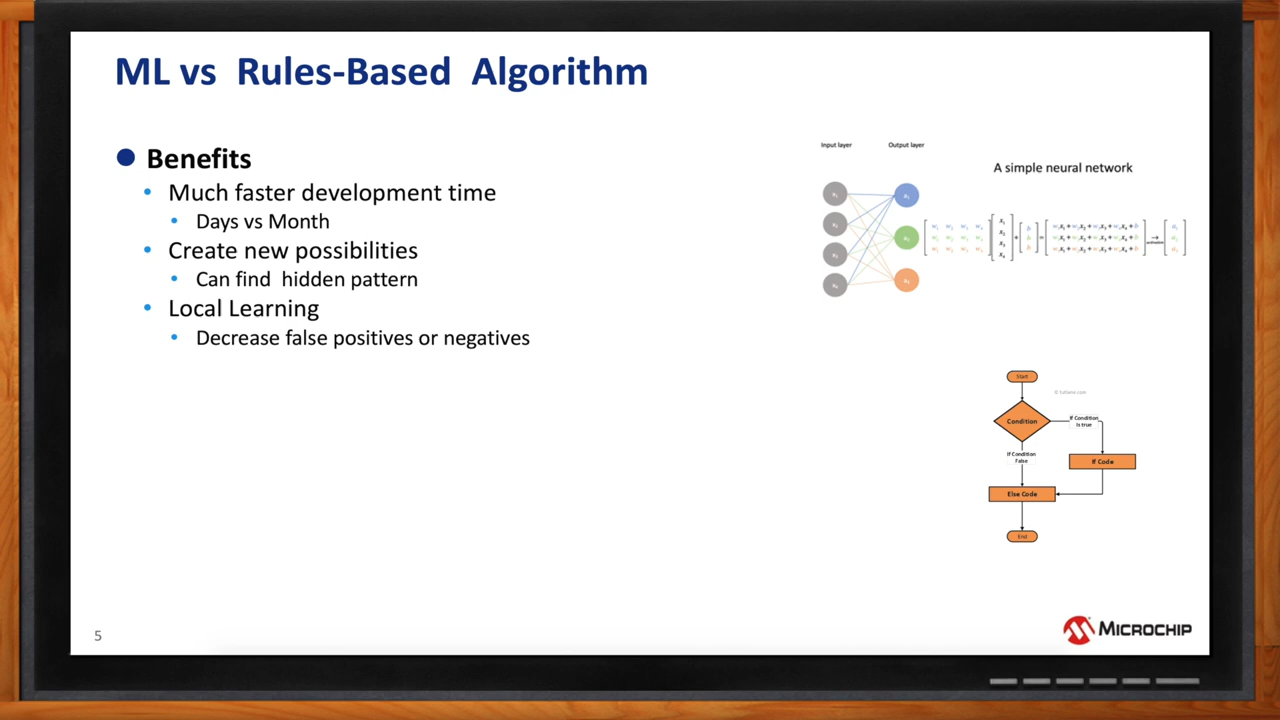 ML vs Rules-Based Algorithm
Benefits
Much faster development time
Days vs Month
Create new possibilities
Can find hidden pattern
Local Learning
Decrease false positives or negatives
Input layer
Output layer
A simple neural network
Start
© tutlane.com
Condition
If Condition
is true
If Condition
False
If Code
Else Code
End
5
MICROCHIP